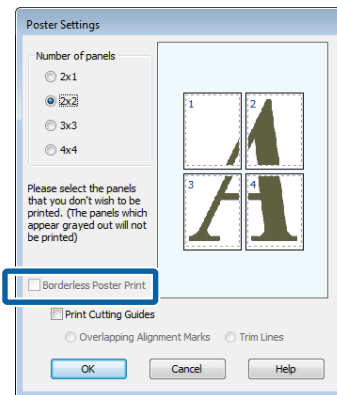 Poster Settings
Number of panels
2x1
2x2
3x3
4x4
1 2
3 4
Please select the panels
that you don't wish to be
printed. (The panels which
appear grayed out will not
be printed)
Borderless Poster Print
Print Cutting Guides
Overlapping Alignment Marks Trim Lines
OK Cancel Help